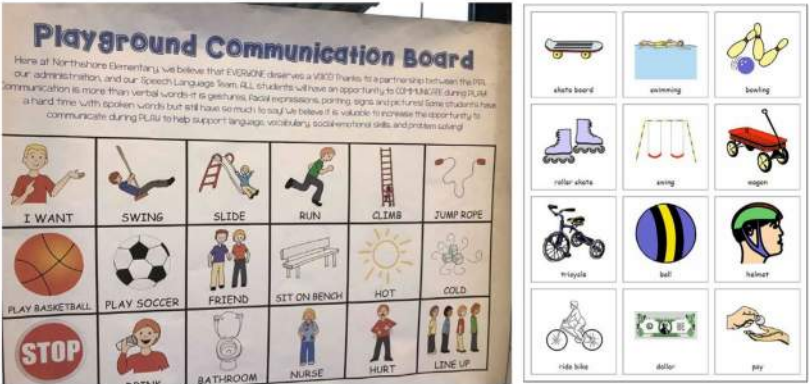 Playground Communication Board
Here at Northshore Elementary, we believe that EVERYONE deserves a VOICE! Thanks to a partnership between the PPA,
our administration, and our Speech Language Team, ALL students will have an opportunity to COMMUNICATE during PLAY!
Communication is more than verbal words-it is gestures, facial expressions, pointing, signs and pictures! Some students have
a hard time with spoken words but still have so much to say! We believe it is valuable to increase the opportunity to
communicate during PLAY to help support language, vocabulary, social-emotional skills, and problem solving!
I WANT SWING SLIDE RUN CLIMB JUMP ROPE
PLAY BASKETBALL PLAY SOCCER FRIEND SIT ON BENCH HOT COLD
STOP
DRINK BATHROOM NURSE HURT LINE UP
skate board swimming bowling
roller skate swing wagon
tricycle ball helmet
ride bike dollar pay